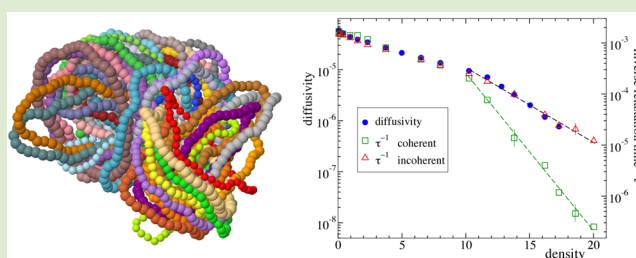 10⁻⁵
10⁻⁶
10⁻⁷
10⁻⁸
diffusivity
diffusivity
τ⁻¹ coherent
τ⁻¹ incoherent
10⁻³
10⁻⁴
10⁻⁵
10⁻⁶
0 5 10 15 20
density